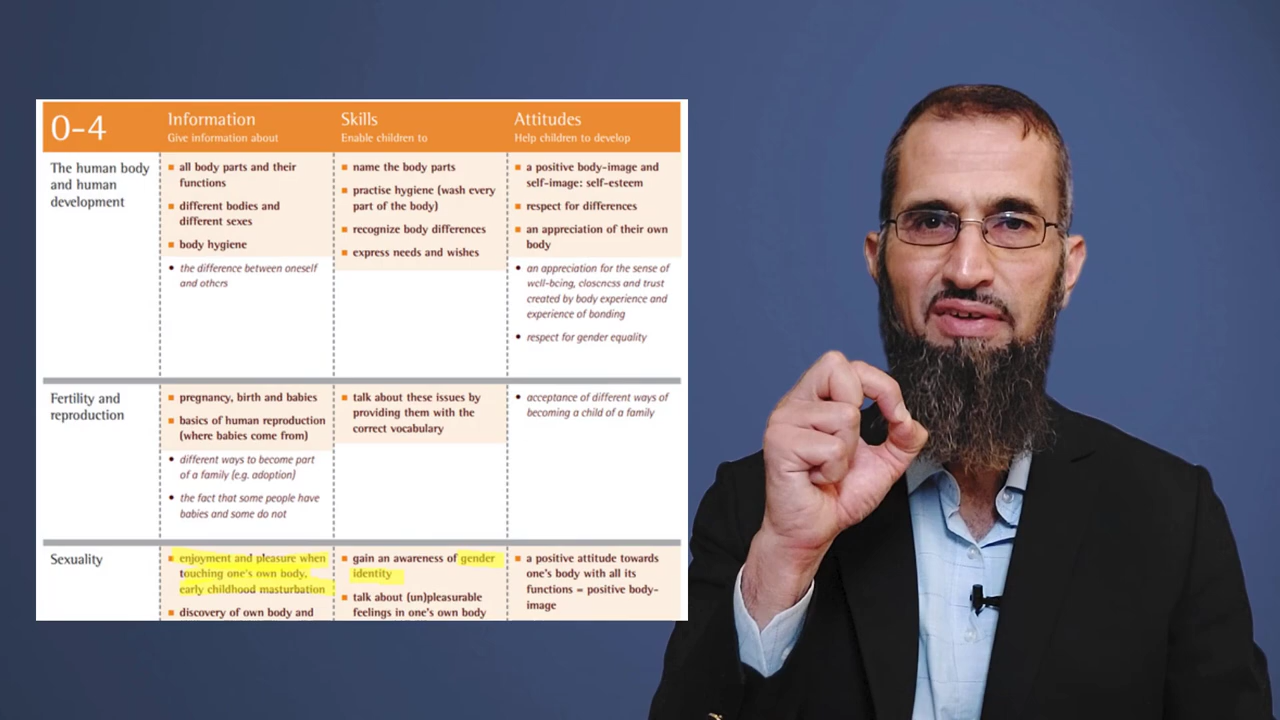 0-4
Information
Give information about
Skills
Enable children to
Attitudes
Help children to develop
The human body
and human
development
all body parts and their
functions
different bodies and
different sexes
body hygiene
the difference between oneself
and others
name the body parts
practise hygiene (wash every
part of the body)
recognize body differences
express needs and wishes
a positive body-image and
self-image: self-esteem
respect for differences
an appreciation of their own
body
an appreciation for the sense of
well-being, closeness and trust
created by body experience and
experience of bonding
respect for gender equality
Fertility and
reproduction
pregnancy, birth and babies
basics of human reproduction
(where babies come from)
different ways to become part
of a family (e.g. adoption)
the fact that some people have
babies and some do not
talk about these issues by
providing them with the
correct vocabulary
acceptance of different ways of
becoming a child of a family
Sexuality
enjoyment and pleasure when
touching one's own body,
early childhood masturbation
discovery of own body and
gain an awareness of gender
identity
talk about (un)pleasurable
feelings in one's own body
a positive attitude towards
one's body with all its
functions = positive body-
image